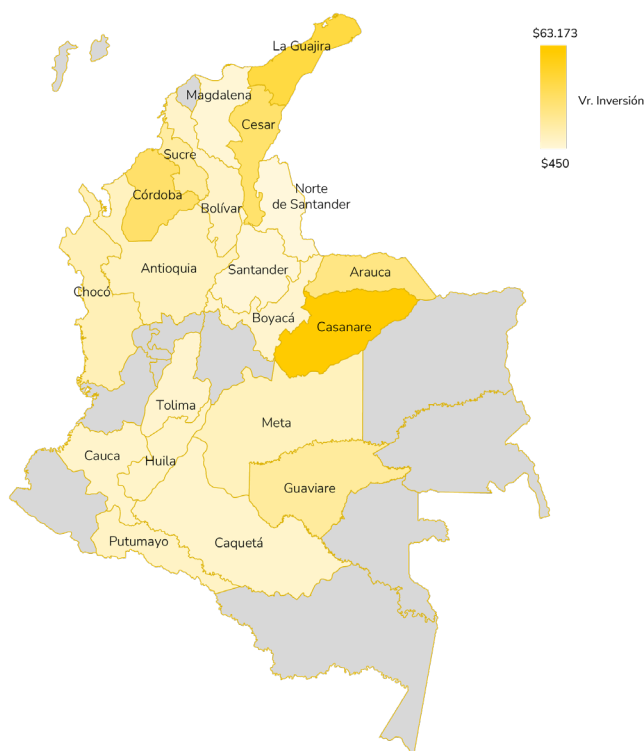 $63.173
Vr. Inversión
$450
La Guajira
Magdalena
Cesar
Sucre
Córdoba
Bolívar
Norte
de Santander
Antioquia
Santander
Arauca
Chocó
Boyacá
Casanare
Tolima
Meta
Cauca
Huila
Guaviare
Putumayo
Caquetá